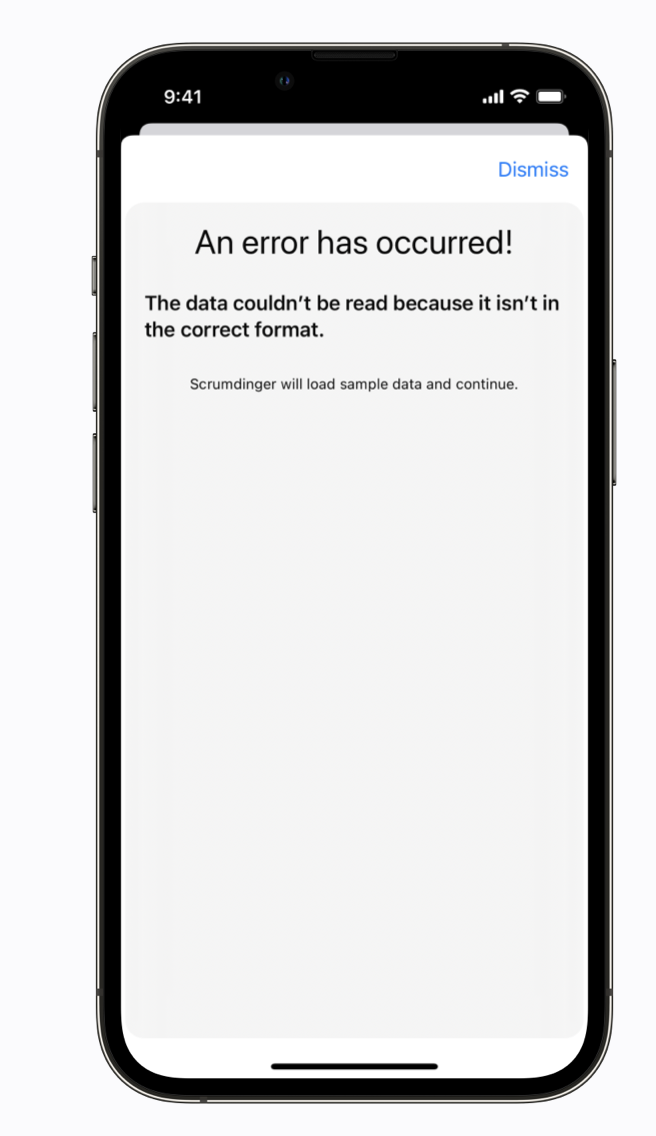 9:41
Dismiss
An error has occurred!
The data couldn’t be read because it isn’t in
the correct format.
Scrumdinger will load sample data and continue.